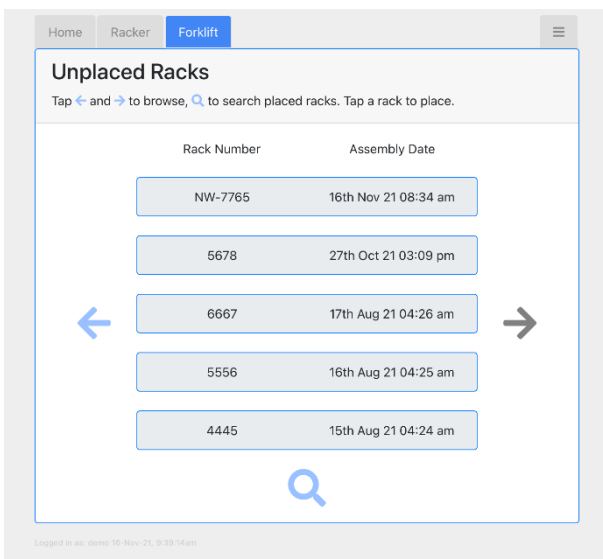 Home Racker Forklift
Unplaced Racks
Tap ← and → to browse, to search placed racks. Tap a rack to place.
Rack Number Assembly Date
NW-7765 16th Nov 21 08:34 am
5678 27th Oct 21 03:09 pm
6667 17th Aug 21 04:26 am
5556 16th Aug 21 04:25 am
4445 15th Aug 21 04:24 am
Logged in as: demo 16-Nov-21, 9:39:14am